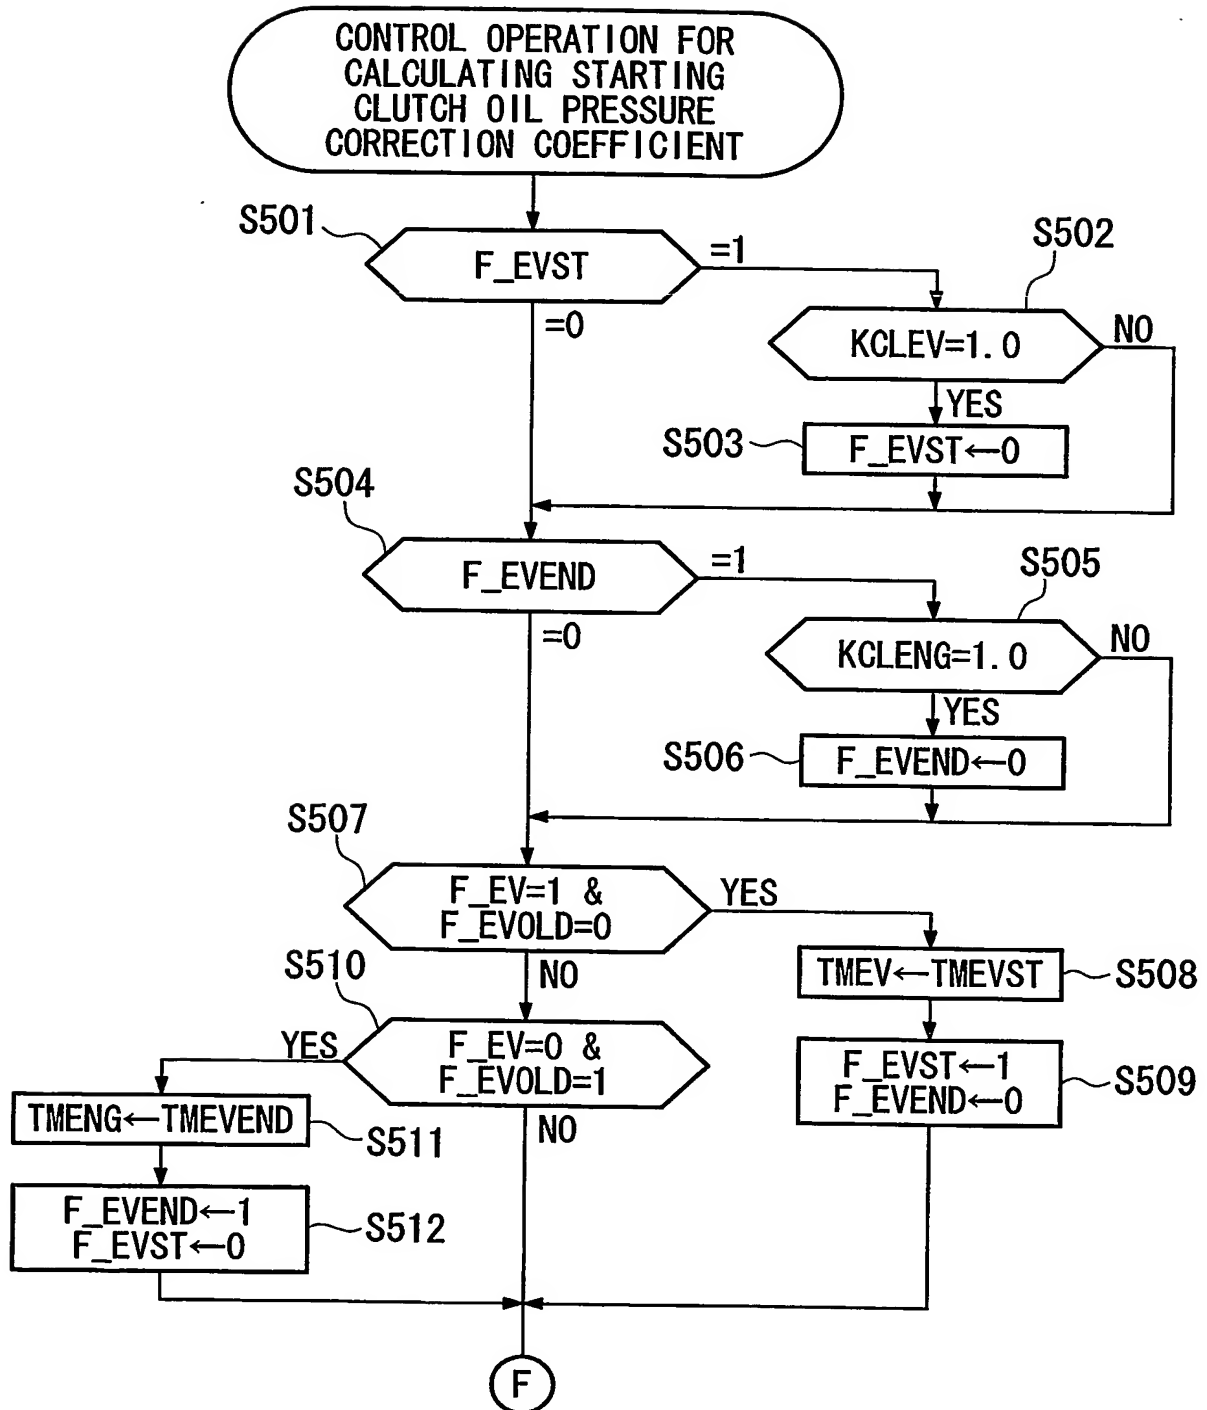 CONTROL OPERATION FOR
CALCULATING STARTING
CLUTCH OIL PRESSURE
CORRECTION COEFFICIENT
S501
F_EVST
=1
=0
S502
KCLEV=1.0
NO
YES
S503
F_EVST←0
S504
F_EVEND
=1
=0
S505
KCLENG=1.0
NO
YES
S506
F_EVEND←0
S507
F_EV=1 &
F_EVOLD=0
YES
NO
TMEV←TMEVST
S508
F_EVST←1
F_EVEND←0
S509
S510
F_EV=0 &
F_EVOLD=1
YES
NO
TMENG←TMEVEND
S511
F_EVEND←1
F_EVST←0
S512
F